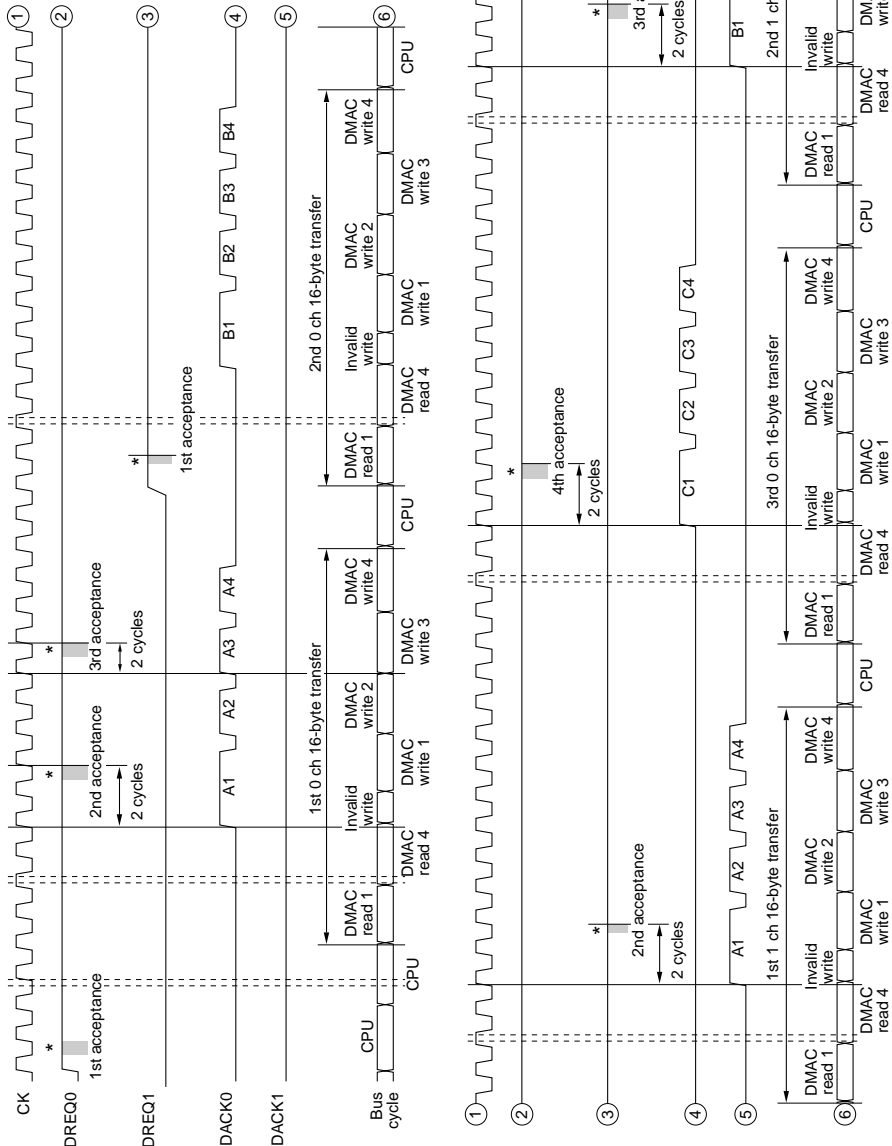 CK
①
*
*
*
DREQ0
②
1st acceptance
2nd acceptance
2 cycles
3rd acceptance
2 cycles
*
DREQ1
③
1st acceptance
A1
A2
A3
A4
B1
B2
B3
B4
DACK0
④
DACK1
⑤
1st 0 ch 16-byte transfer
2nd 0 ch 16-byte transfer
Bus
cycle
CPU
CPU
DMAC
read 1
DMAC
read 4
Invalid
write
DMAC
write 1
DMAC
write 2
DMAC
write 3
DMAC
write 4
CPU
DMAC
read 1
DMAC
read 4
Invalid
write
DMAC
write 1
DMAC
write 2
DMAC
write 3
DMAC
write 4
CPU
⑥
①
*
②
4th acceptance
2 cycles
*
*
③
2nd acceptance
2 cycles
2 cycles
C1
C2
C3
C4
④
A1
A2
A3
A4
B1
⑤
1st 1 ch 16-byte transfer
3rd 0 ch 16-byte transfer
2nd 1 ch
⑥
DMAC
read 1
DMAC
read 4
Invalid
write
DMAC
write 1
DMAC
write 2
DMAC
write 3
DMAC
write 4
CPU
DMAC
read 1
DMAC
read 4
Invalid
write
DMAC
write 1
DMAC
write 2
DMAC
write 3
DMAC
write 4
CPU
DMAC
read 1
DMAC
read 4
Invalid
write